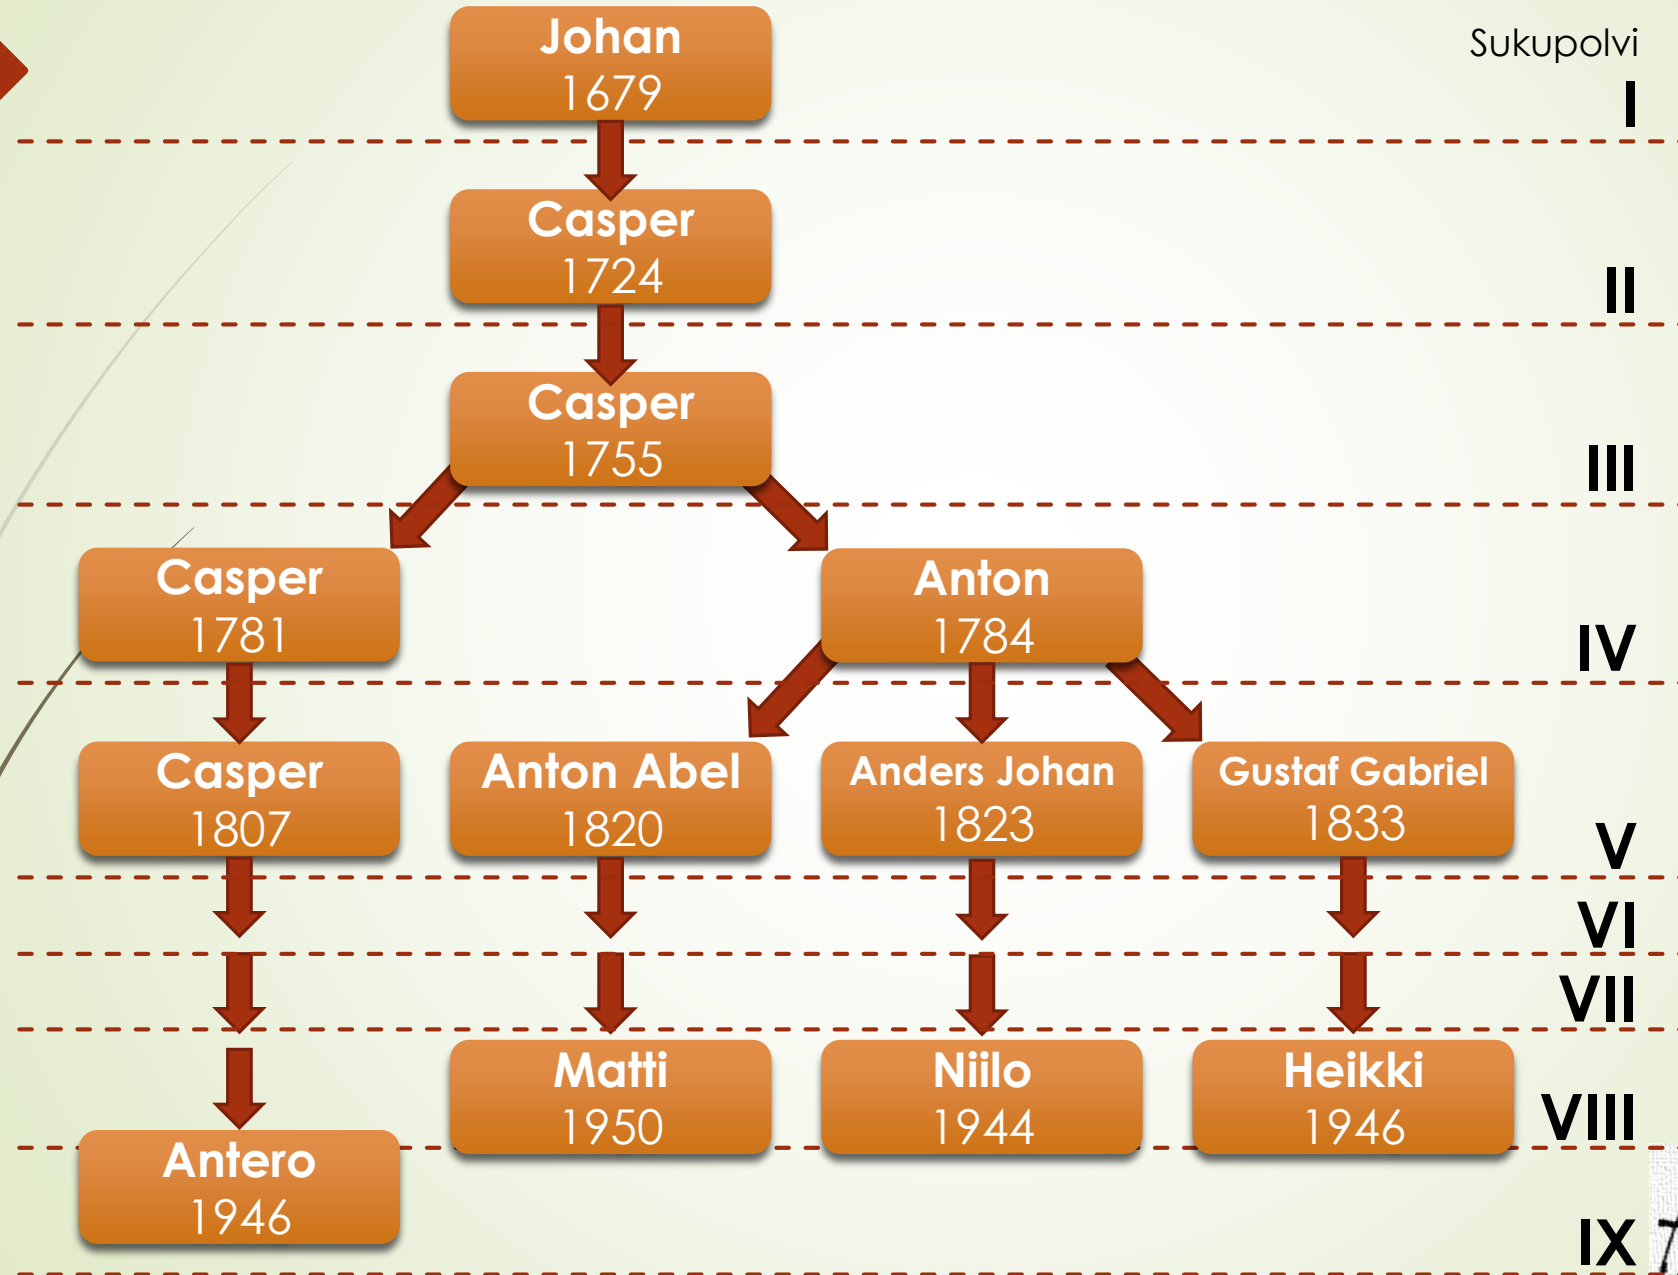 Sukupolvi
Johan
1679
I
Casper
1724
II
Casper
1755
III
Casper
1781
Anton
1784
IV
Casper
1807
Anton Abel
1820
Anders Johan
1823
Gustaf Gabriel
1833
V
VI
VII
Matti
1950
Niilo
1944
Heikki
1946
VIII
Antero
1946
IX